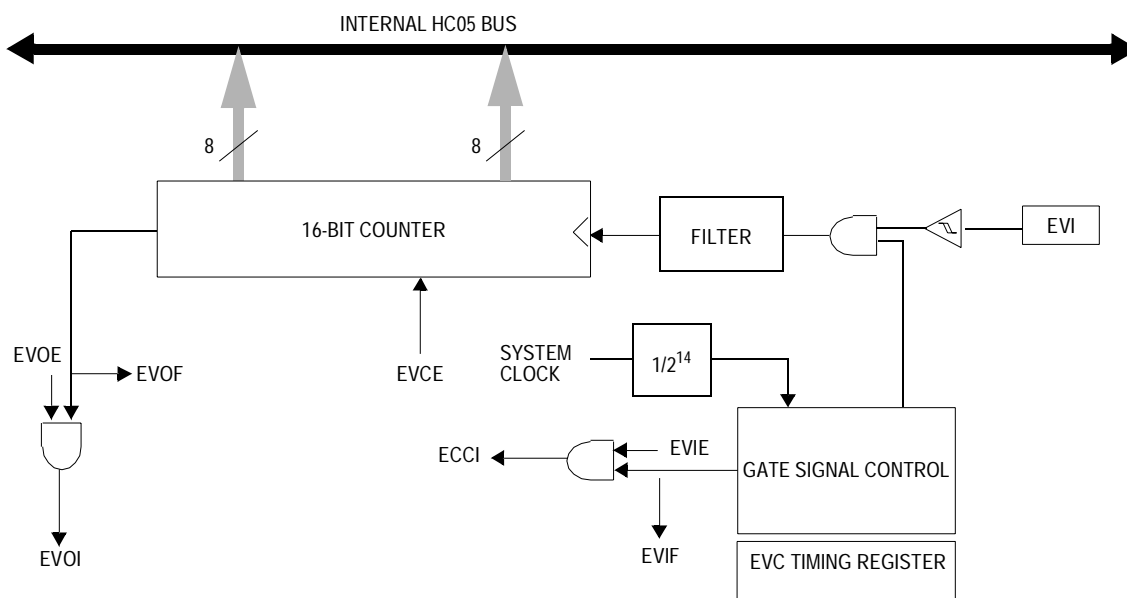 INTERNAL HC05 BUS
8
8
16-BIT COUNTER
FILTER
EVI
EVOE
EVOF
EVCE
SYSTEM
CLOCK
1/2¹⁴
ECCI
EVIE
GATE SIGNAL CONTROL
EVOI
EVIF
EVC TIMING REGISTER